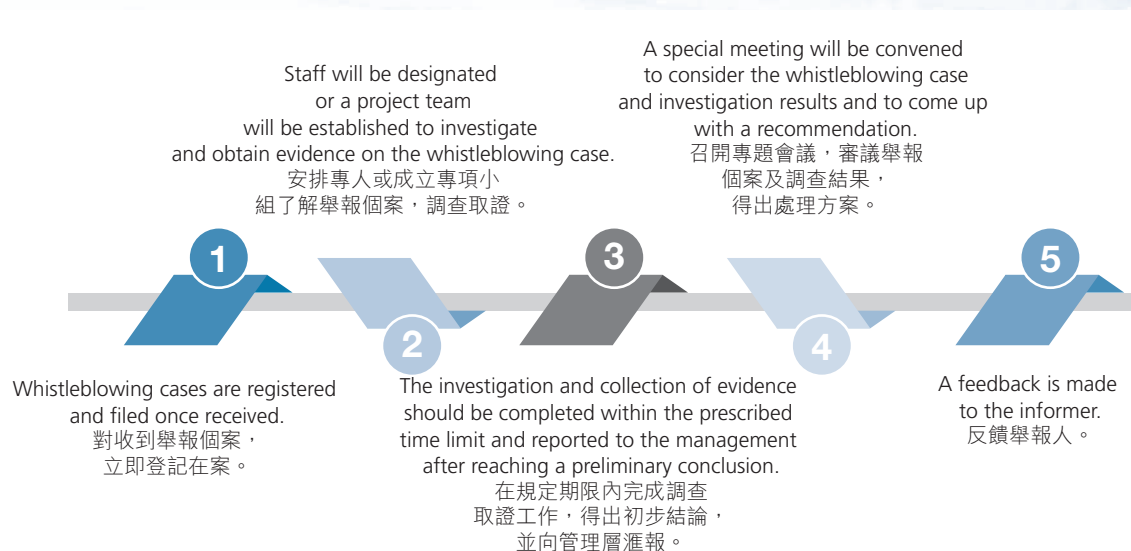 1
Whistleblowing cases are registered
and filed once received.
對收到舉報個案，
立即登記在案。
Staff will be designated
or a project team
will be established to investigate
and obtain evidence on the whistleblowing case.
安排專人或成立專項小
組了解舉報個案，調查取證。
2
3
The investigation and collection of evidence
should be completed within the prescribed
time limit and reported to the management
after reaching a preliminary conclusion.
在規定期限內完成調查
取證工作，得出初步結論，
並向管理層滙報。
A special meeting will be convened
to consider the whistleblowing case
and investigation results and to come up
with a recommendation.
召開專題會議，審議舉報
個案及調查結果，
得出處理方案。
4
5
A feedback is made
to the informer.
反饋舉報人。